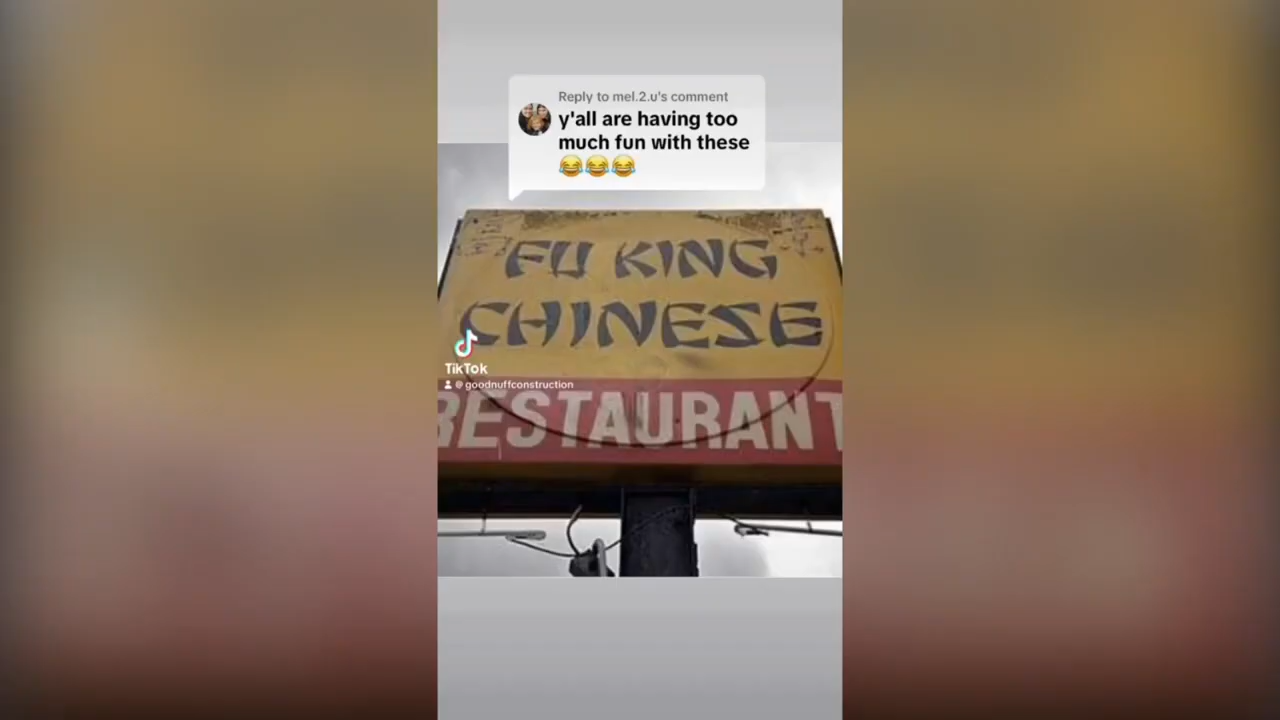 Reply to mel.2.u's comment
y'all are having too
much fun with these
😂😂😂
FU KING
CHINESE
TikTok
@goodnuffconstruction
RESTAURANT